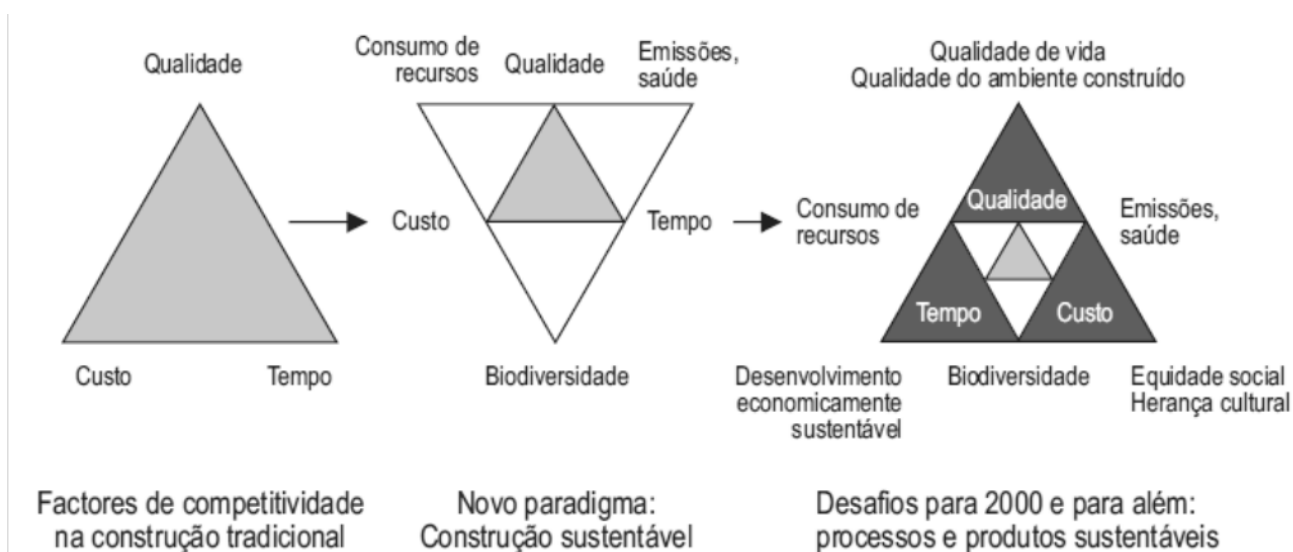 Qualidade
Custo
Tempo
Factores de competitividade
na construção tradicional
Consumo de
recursos
Qualidade
Emissões,
saúde
Custo
Tempo
Biodiversidade
Novo paradigma:
Construção sustentável
Qualidade de vida
Qualidade do ambiente construído
Consumo de
recursos
Qualidade
Emissões,
saúde
Tempo
Custo
Desenvolvimento
economicamente
sustentável
Biodiversidade
Equidade social
Herança cultural
Desafios para 2000 e para além:
processos e produtos sustentáveis